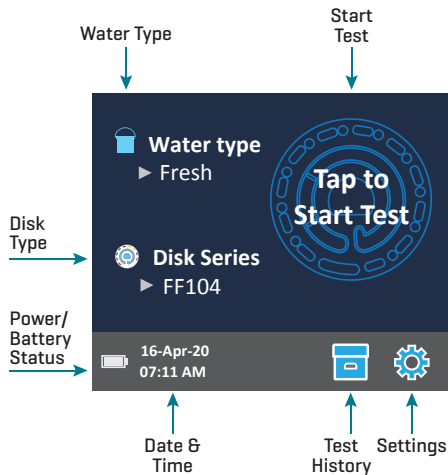 Water Type
Start
Test
Water type
▶ Fresh
Tap to
Start Test
Disk
Type
Disk Series
▶ FF104
Power/
Battery
Status
16-Apr-20
07:11 AM
Date &
Time
Test
History
Settings